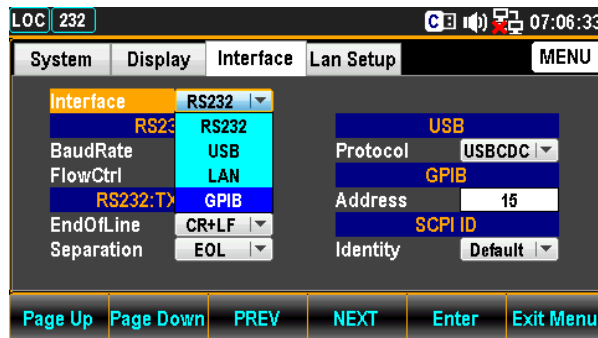 LOC 232 C 07:06:33
System Display Interface Lan Setup MENU
Interface RS232
RS23 RS232 USB
BaudRate USB Protocol USBCDC
FlowCtrl LAN GPIB
RS232:TX GPIB Address 15
EndOfLine CR+LF SCPI ID
Separation EOL Identity Default
Page Up Page Down PREV NEXT Enter Exit Menu